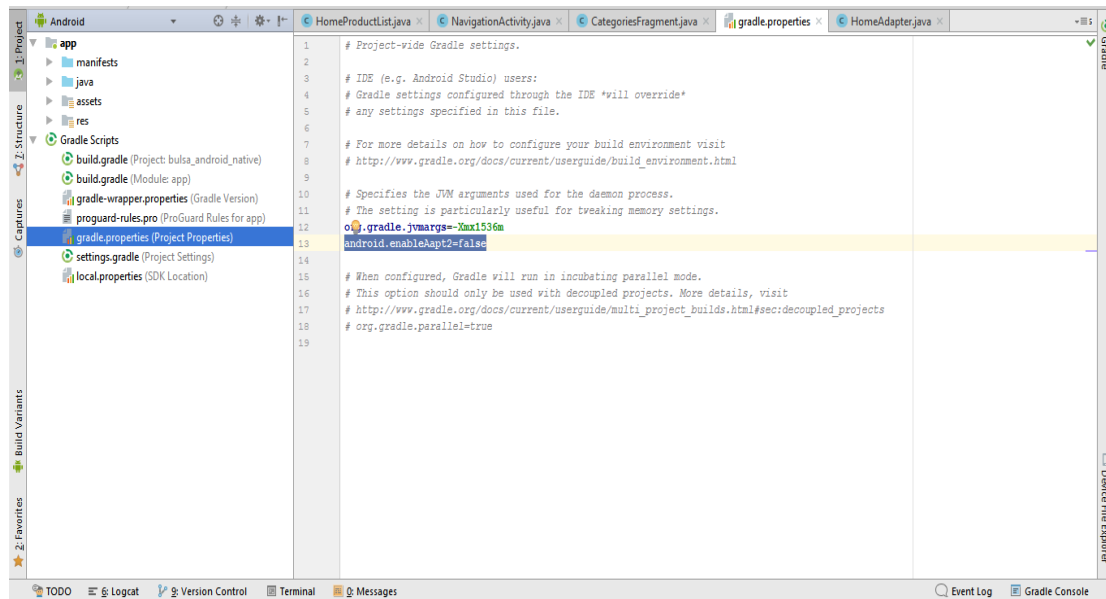 Android
HomeProductList.java
NavigationActivity.java
CategoriesFragment.java
gradle.properties
HomeAdapter.java
1: Project
Z: Structure
Captures
Build Variants
2: Favorites
app
manifests
java
assets
res
Gradle Scripts
build.gradle (Project: bulsa_android_native)
build.gradle (Module: app)
gradle-wrapper.properties (Gradle Version)
proguard-rules.pro (ProGuard Rules for app)
gradle.properties (Project Properties)
settings.gradle (Project Settings)
local.properties (SDK Location)
1 # Project-wide Gradle settings.
2
3 # IDE (e.g. Android Studio) users:
4 # Gradle settings configured through the IDE *will override*
5 # any settings specified in this file.
6
7 # For more details on how to configure your build environment visit
8 # http://www.gradle.org/docs/current/userguide/build_environment.html
9
10 # Specifies the JVM arguments used for the daemon process.
11 # The setting is particularly useful for tweaking memory settings.
12 org.gradle.jvmargs=-Xmx1536m
13 android.enableAapt2=false
14
15 # When configured, Gradle will run in incubating parallel mode.
16 # This option should only be used with decoupled projects. More details, visit
17 # http://www.gradle.org/docs/current/userguide/multi_project_builds.html#sec:decoupled_projects
18 # org.gradle.parallel=true
19
Gradle
Device File Explorer
TODO
6: Logcat
9: Version Control
Terminal
0: Messages
Event Log
Gradle Console